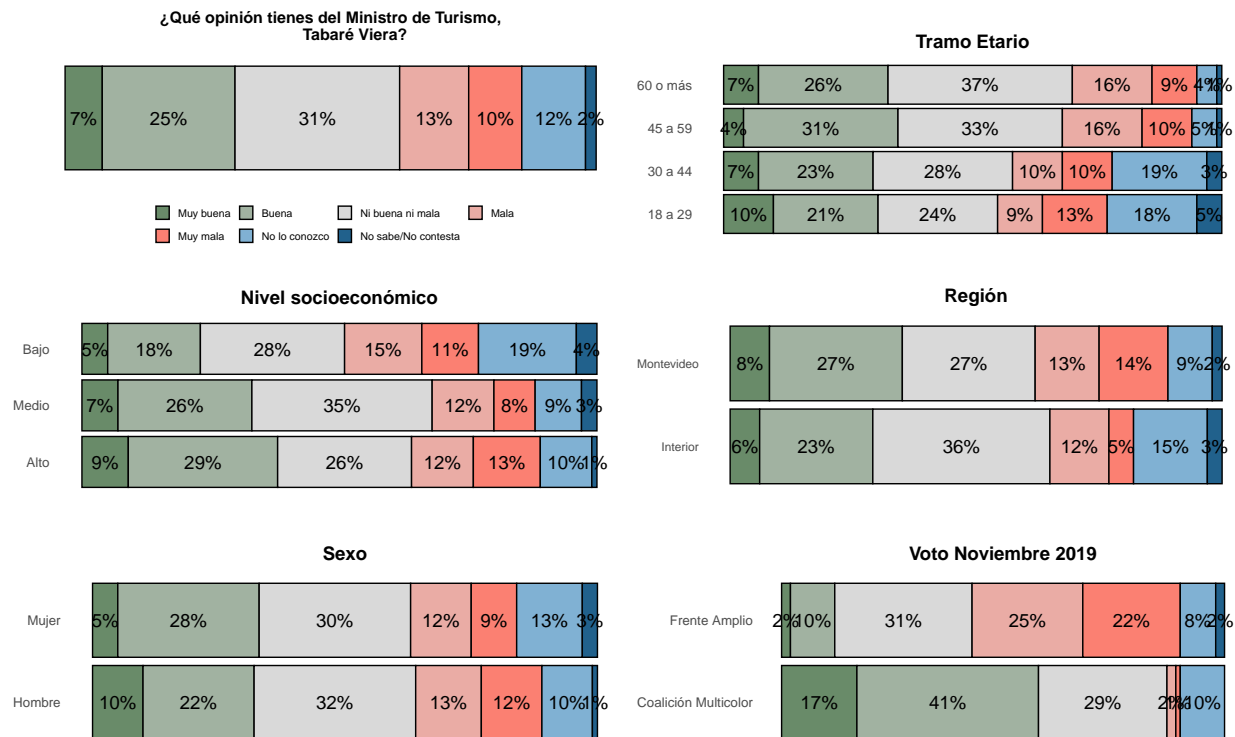 ¿Qué opinión tienes del Ministro de Turismo,
Tabaré Viera?
7% 25% 31% 13% 10% 12% 2%
Muy buena Buena Ni buena ni mala Mala
Muy mala No lo conozco No sabe/No contesta
Tramo Etario
60 o más 7% 26% 37% 16% 9% 4% 1%
45 a 59 4% 31% 33% 16% 10% 5% 1%
30 a 44 7% 23% 28% 10% 10% 19% 3%
18 a 29 10% 21% 24% 9% 13% 18% 5%
Nivel socioeconómico
Bajo 5% 18% 28% 15% 11% 19% 4%
Medio 7% 26% 35% 12% 8% 9% 3%
Alto 9% 29% 26% 12% 13% 10% 1%
Región
Montevideo 8% 27% 27% 13% 14% 9% 2%
Interior 6% 23% 36% 12% 5% 15% 3%
Sexo
Mujer 5% 28% 30% 12% 9% 13% 3%
Hombre 10% 22% 32% 13% 12% 10% 1%
Voto Noviembre 2019
Frente Amplio 2% 10% 31% 25% 22% 8% 2%
Coalición Multicolor 17% 41% 29% 2% 1% 10%